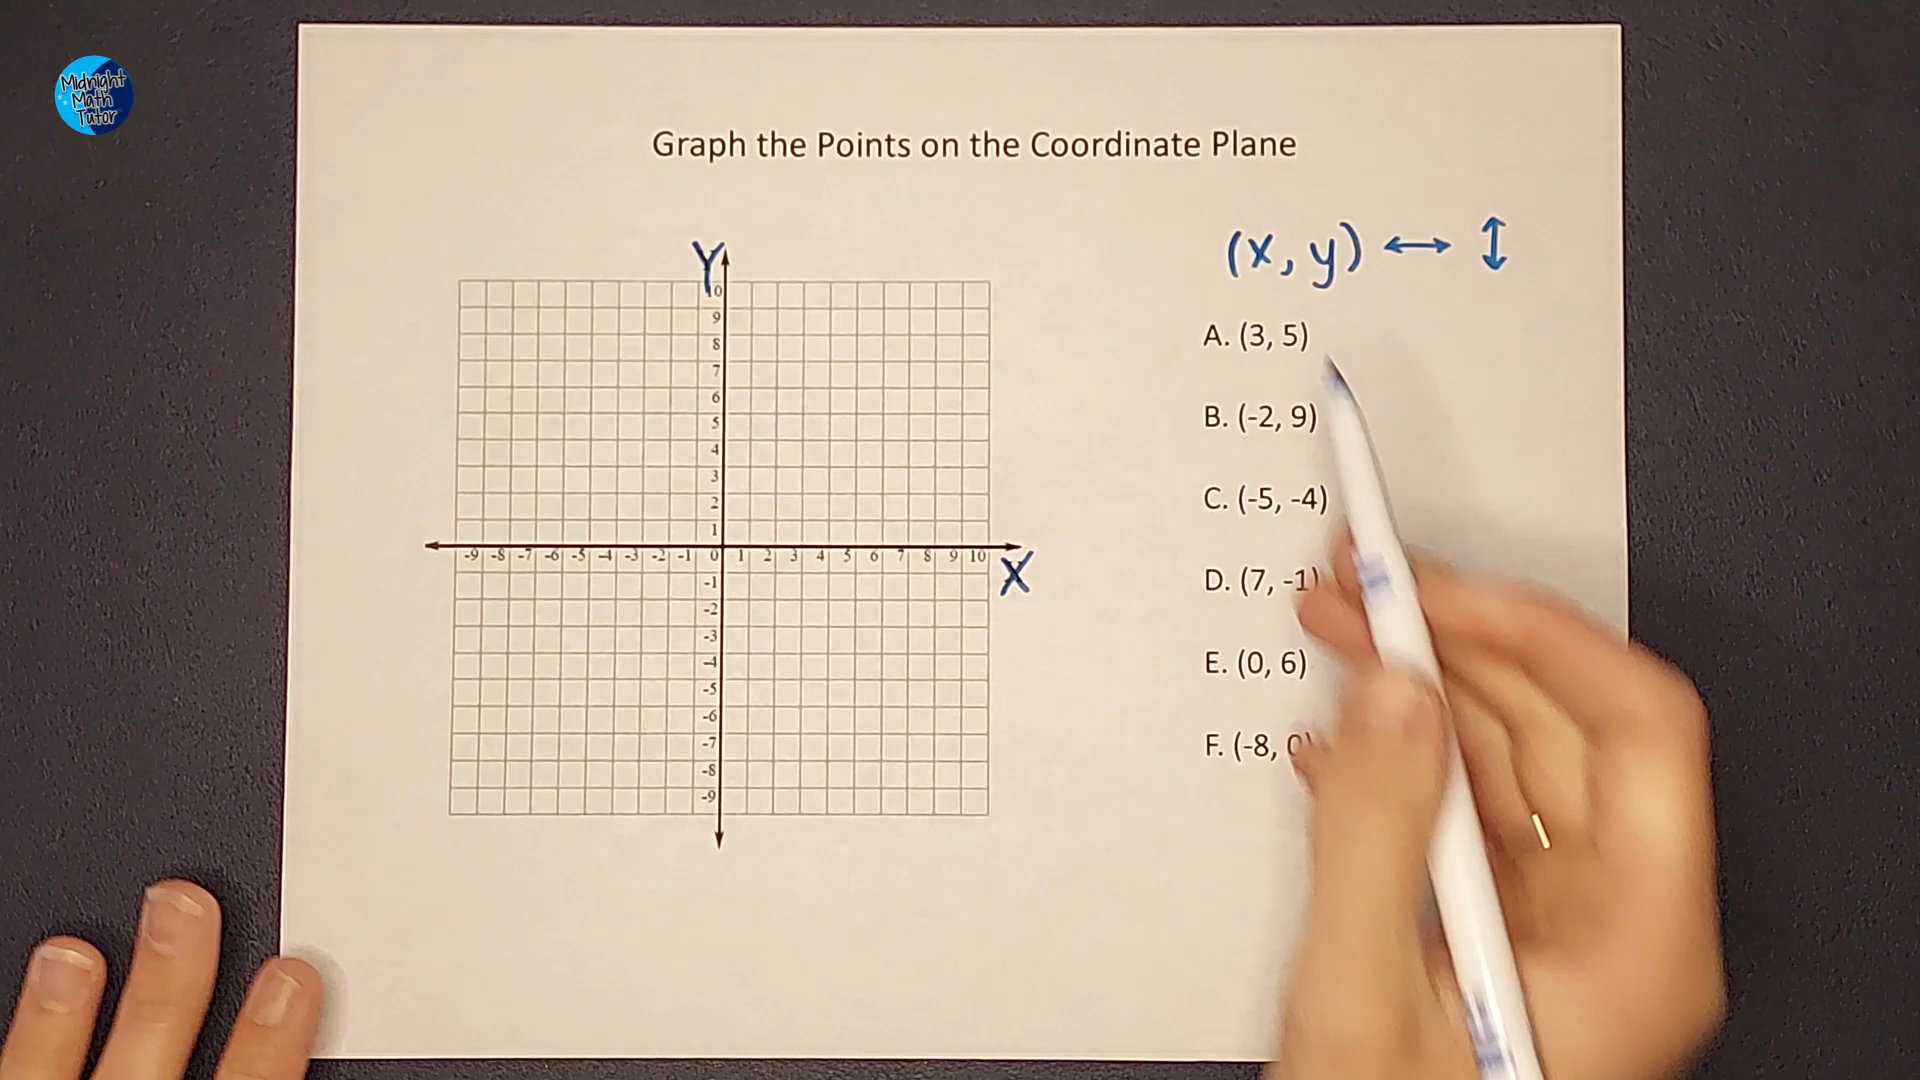 Midnight
Math
Tutor
Graph the Points on the Coordinate Plane
(x, y) ↔ ↕
Y
10
9
8
7
6
5
4
3
2
1
-9 -8 -7 -6 -5 -4 -3 -2 -1 0 1 2 3 4 5 6 7 8 9 10
X
-1
-2
-3
-4
-5
-6
-7
-8
-9
A. (3, 5)
B. (-2, 9)
C. (-5, -4)
D. (7, -1)
E. (0, 6)
F. (-8, 0)